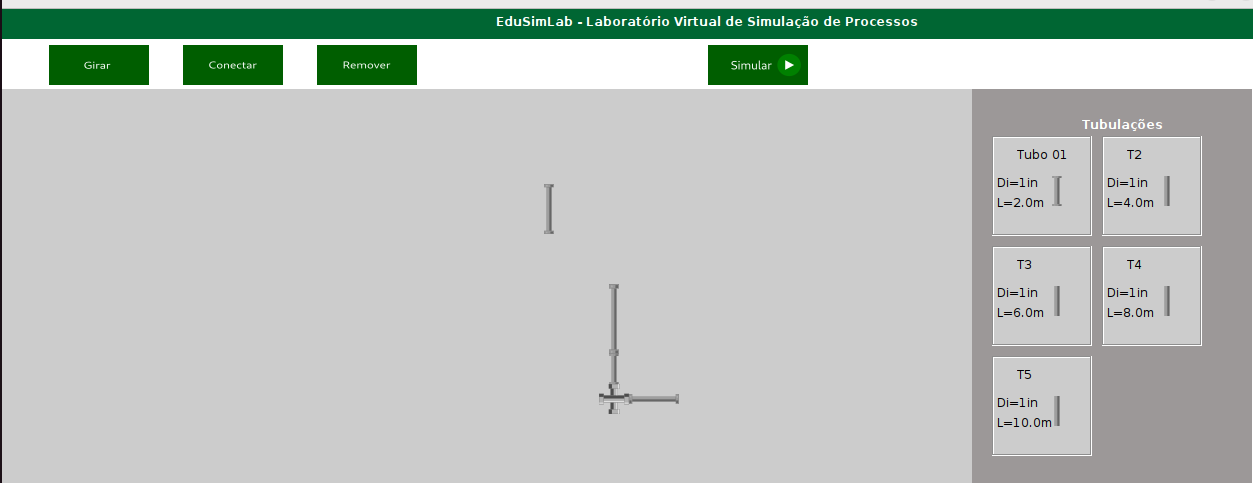 EduSimLab - Laboratório Virtual de Simulação de Processos
Girar
Conectar
Remover
Simular
Tubulações
Tubo 01
Di=1in
L=2.0m
T2
Di=1in
L=4.0m
T3
Di=1in
L=6.0m
T4
Di=1in
L=8.0m
T5
Di=1in
L=10.0m